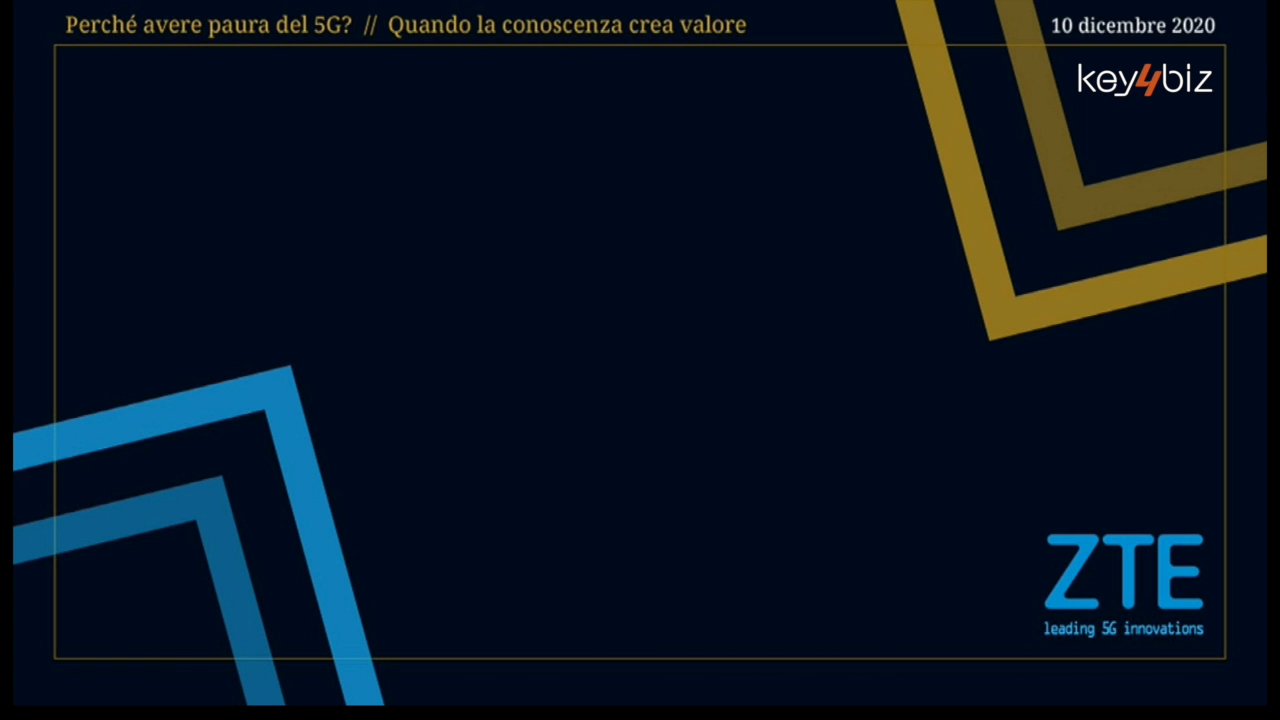 Perché avere paura del 5G? // Quando la conoscenza crea valore
10 dicembre 2020
key4biz
ZTE
leading 5G innovations